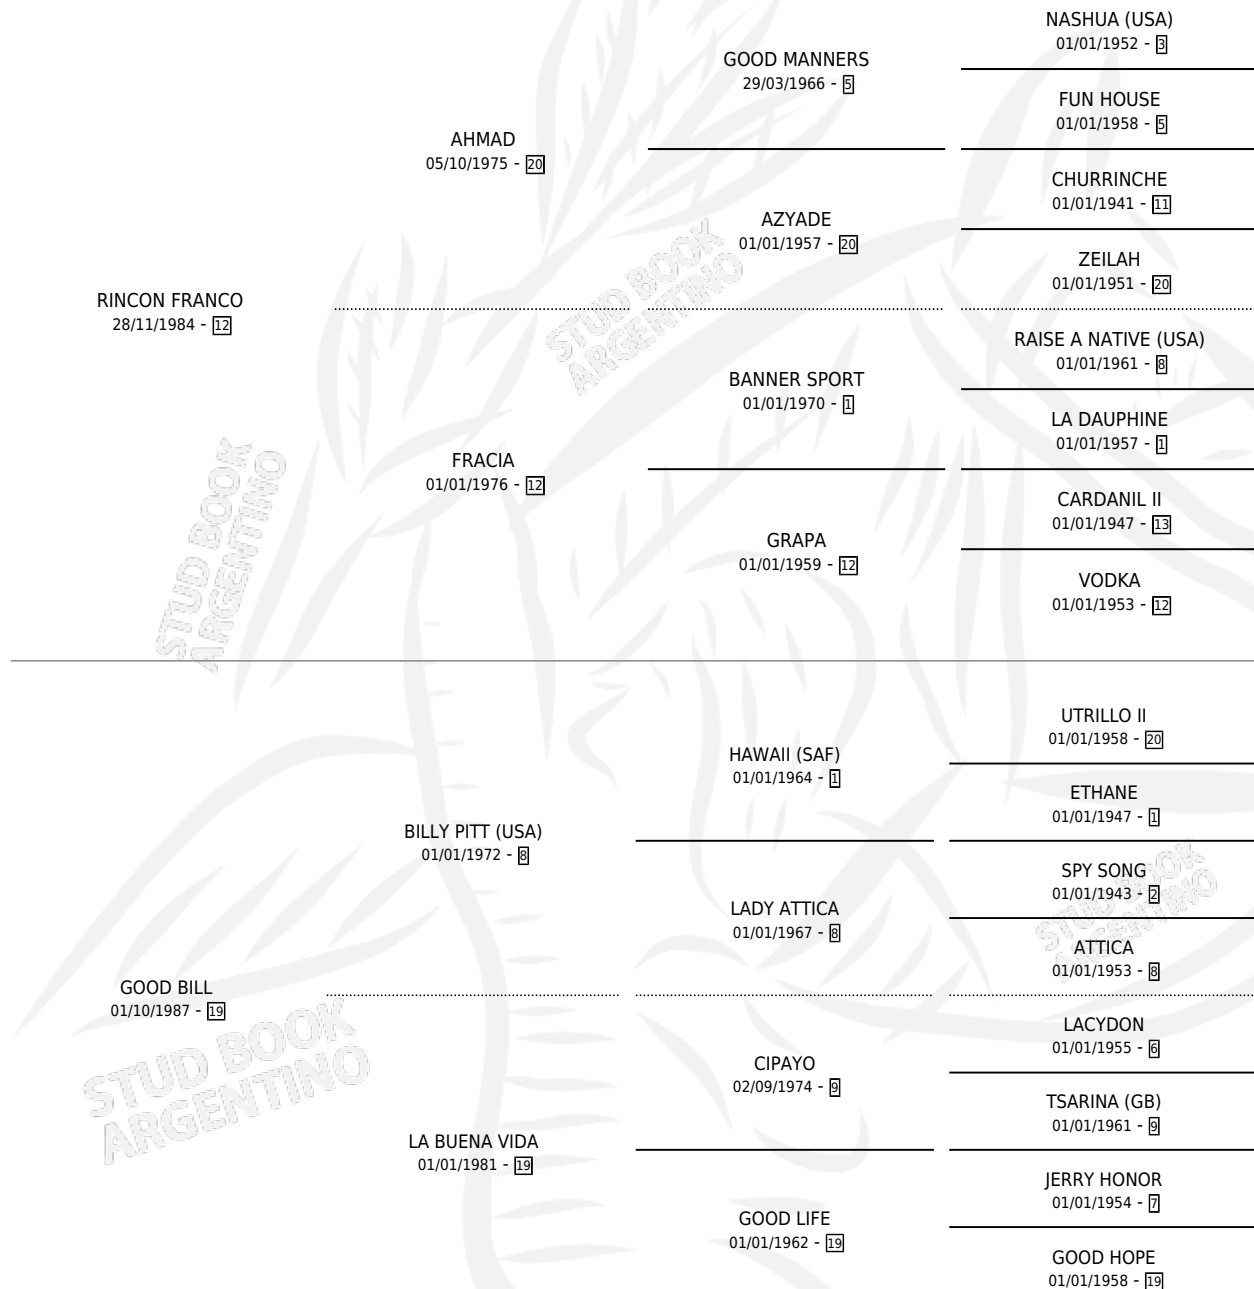 NASHUA (USA)
01/01/1952 - 3
GOOD MANNERS
29/03/1966 - 5
FUN HOUSE
01/01/1958 - 5
AHMAD
05/10/1975 - 20
CHURRINCHE
01/01/1941 - 11
AZYADE
01/01/1957 - 20
ZEILAH
01/01/1951 - 20
RINCON FRANCO
28/11/1984 - 12
RAISE A NATIVE (USA)
01/01/1961 - 8
BANNER SPORT
01/01/1970 - 1
LA DAUPHINE
01/01/1957 - 1
FRACIA
01/01/1976 - 12
CARDANIL II
01/01/1947 - 13
GRAPA
01/01/1959 - 12
VODKA
01/01/1953 - 12
UTRILLO II
01/01/1958 - 20
HAWAII (SAF)
01/01/1964 - 1
ETHANE
01/01/1947 - 1
BILLY PITT (USA)
01/01/1972 - 8
SPY SONG
01/01/1943 - 2
LADY ATTICA
01/01/1967 - 8
ATTICA
01/01/1953 - 8
GOOD BILL
01/10/1987 - 19
LACYDON
01/01/1955 - 6
CIPAYO
02/09/1974 - 9
TSARINA (GB)
01/01/1961 - 9
LA BUENA VIDA
01/01/1981 - 19
JERRY HONOR
01/01/1954 - 7
GOOD LIFE
01/01/1962 - 19
GOOD HOPE
01/01/1958 - 19
STUD BOOK
ARGENTINO
STUD BOOK
ARGENTINO
STUD BOOK
ARGENTINO
STUD BOOK
ARGENTINO